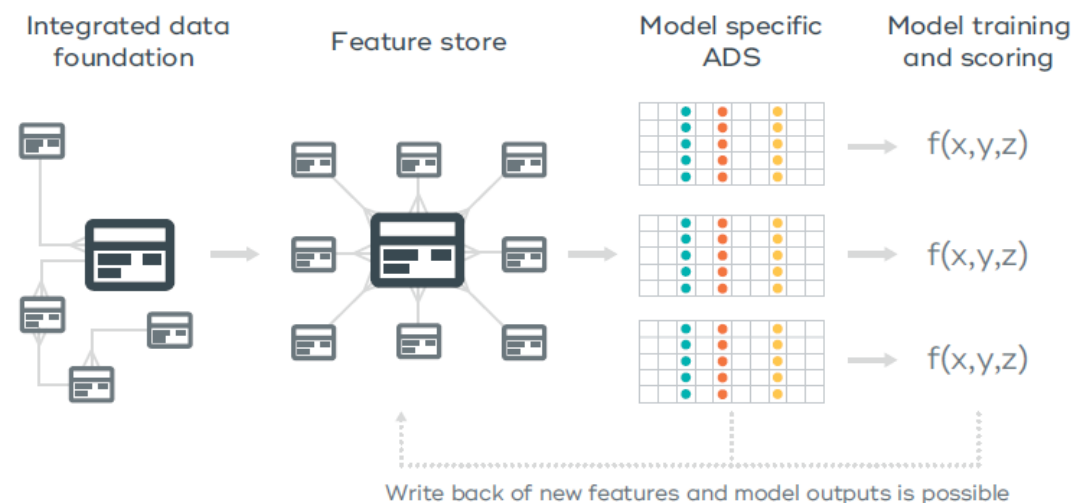 Integrated data
foundation
Feature store
Model specific
ADS
Model training
and scoring
f(x,y,z)
f(x,y,z)
f(x,y,z)
Write back of new features and model outputs is possible